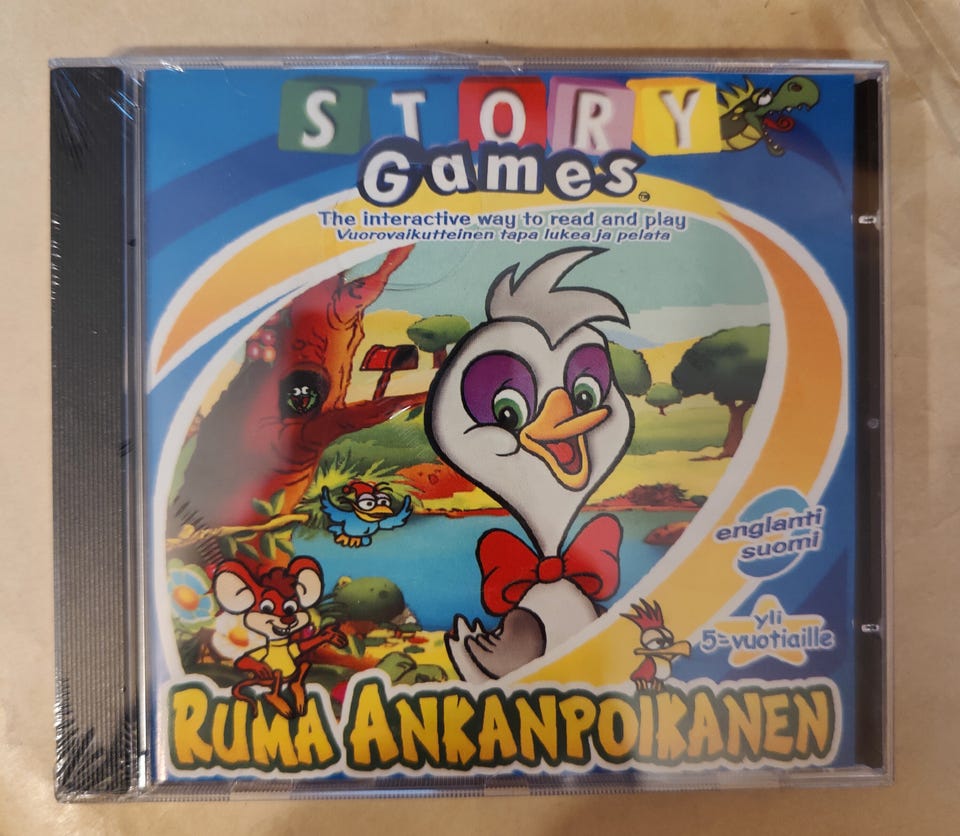 STORY
Games™
The interactive way to read and play
Vuorovaikutteinen tapa lukea ja pelata
englanti
suomi
yli
5=vuotiaille
RUMA ANKANPOIKANEN